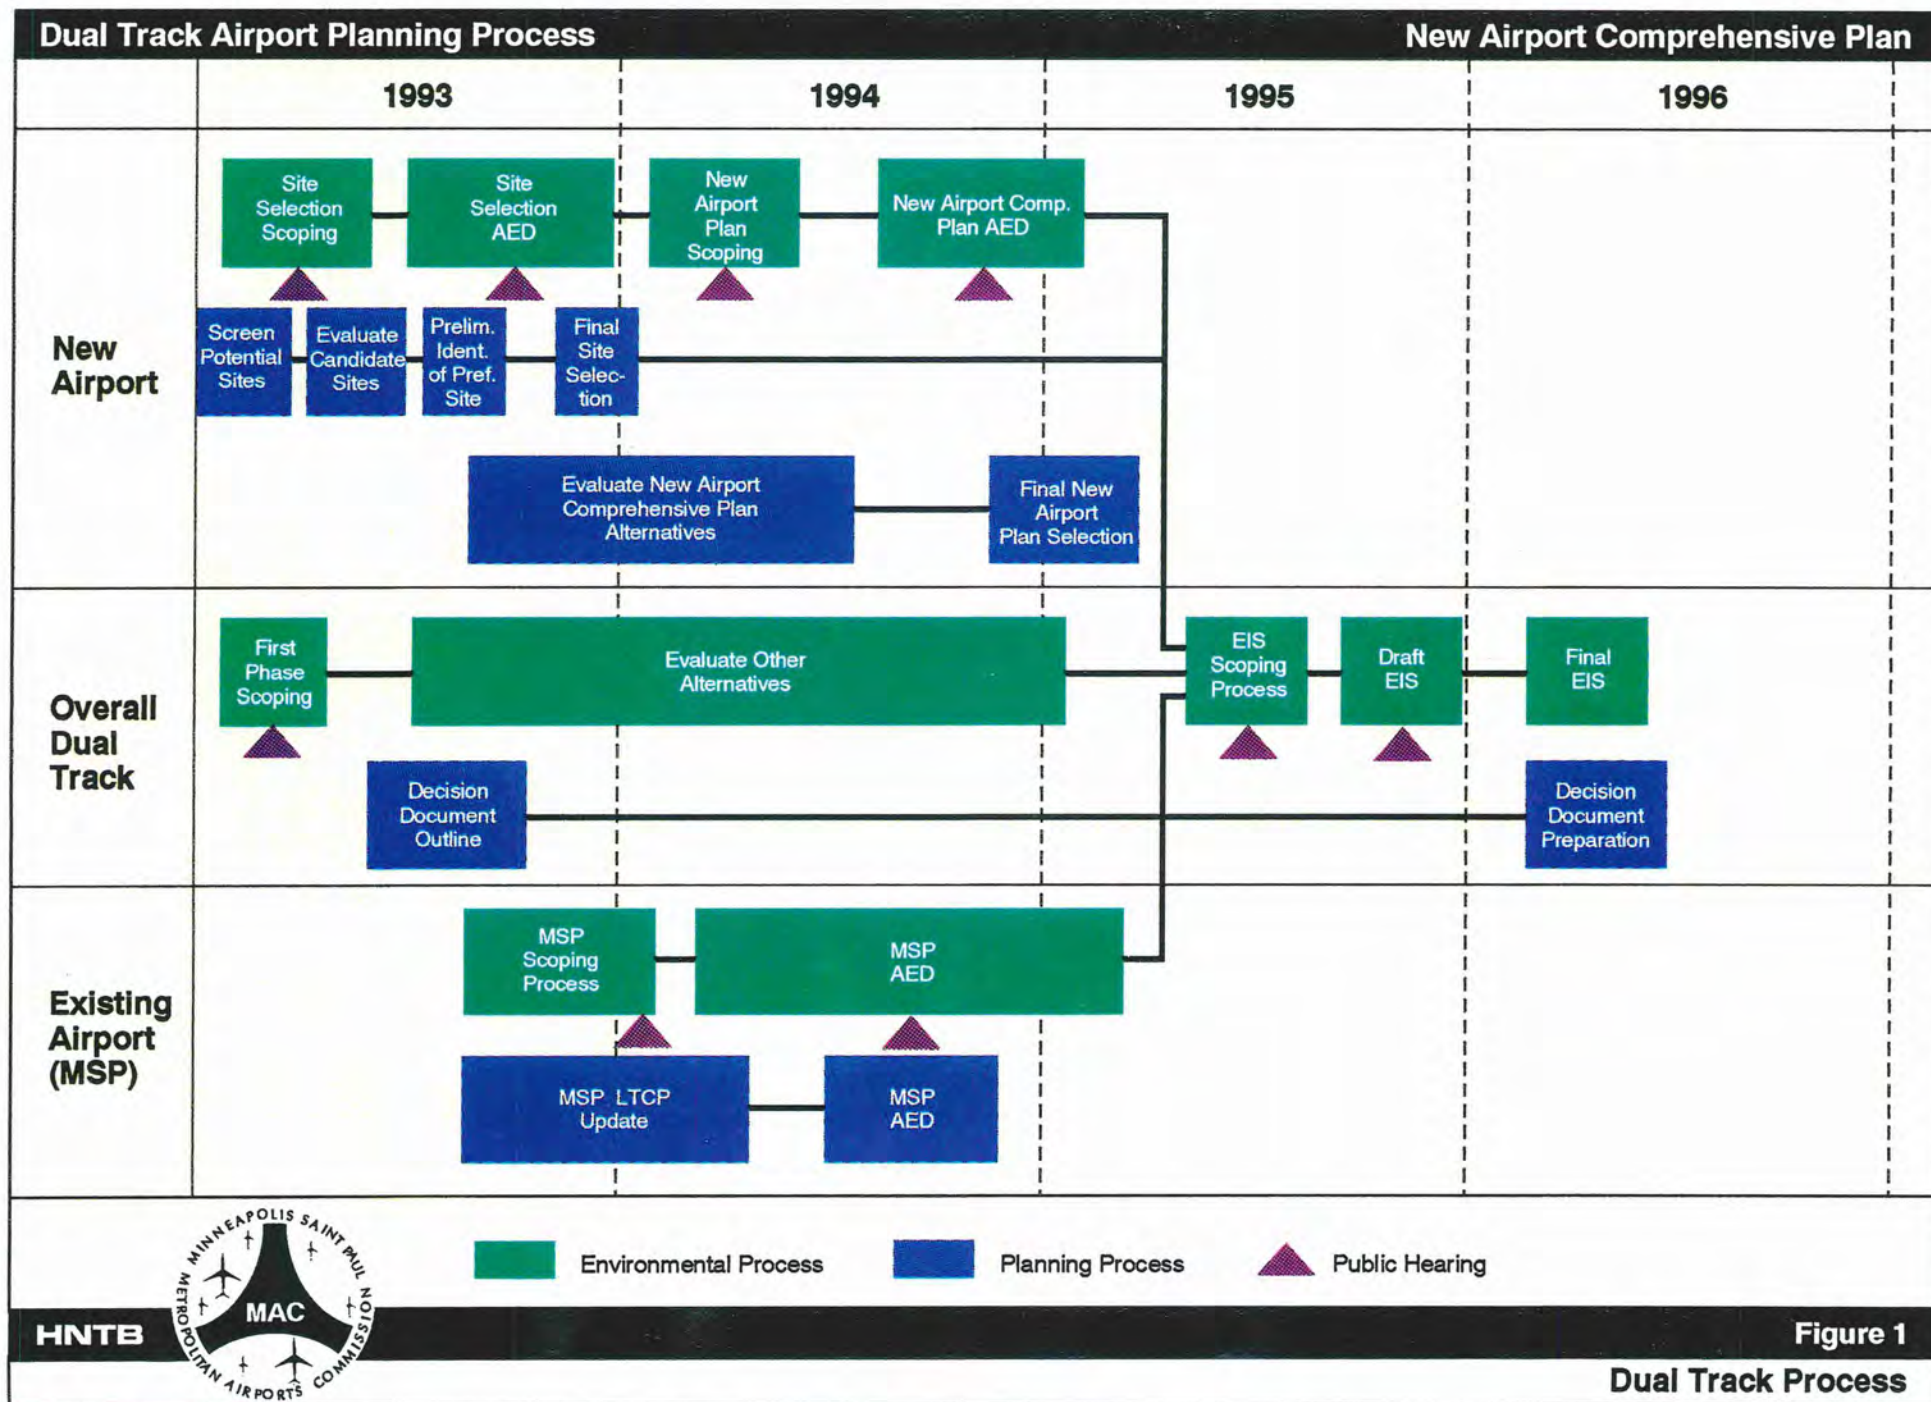 Dual Track Airport Planning Process
New Airport Comprehensive Plan
1993
1994
1995
1996
New
Airport
Site
Selection
Scoping
Site
Selection
AED
New
Airport
Plan
Scoping
New Airport Comp.
Plan AED
Screen
Potential
Sites
Evaluate
Candidate
Sites
Prelim.
Ident.
of Pref.
Site
Final
Site
Selec-
tion
Evaluate New Airport
Comprehensive Plan
Alternatives
Final New
Airport
Plan Selection
Overall
Dual
Track
First
Phase
Scoping
Evaluate Other
Alternatives
EIS
Scoping
Process
Draft
EIS
Final
EIS
Decision
Document
Outline
Decision
Document
Preparation
Existing
Airport
(MSP)
MSP
Scoping
Process
MSP
AED
MSP LTCP
Update
MSP
AED
Environmental Process
Planning Process
Public Hearing
MINNEAPOLIS SAINT PAUL
METROPOLITAN AIRPORTS COMMISSION
MAC
HNTB
Figure 1
Dual Track Process